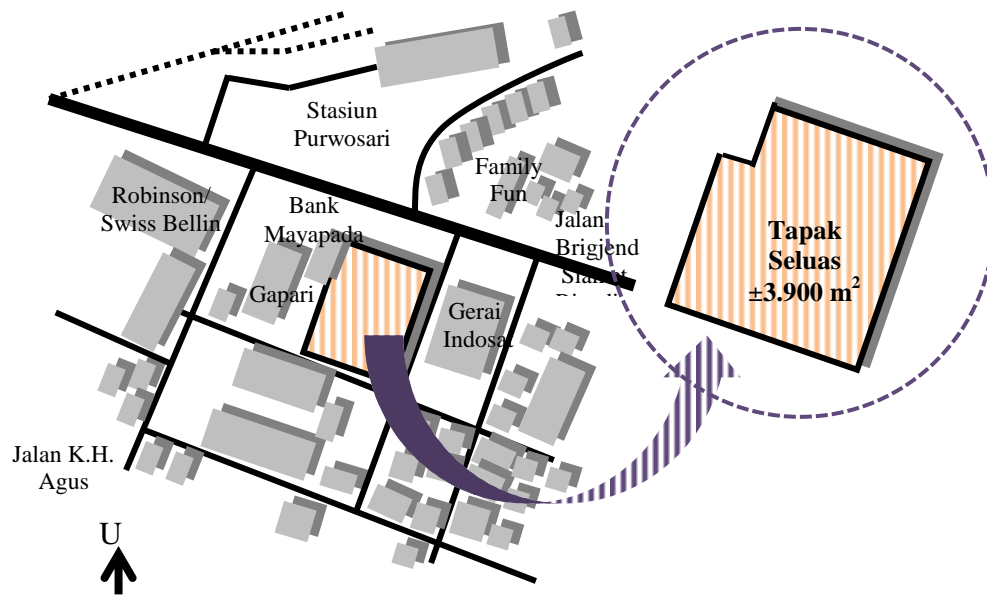 Stasiun
Purwosari
Family
Fun
Robinson/
Swiss Bellin
Bank
Mayapada
Jalan
Brigjend
Gapari
Gerai
Indosat
Tapak
Seluas
±3.900 m²
Jalan K.H.
Agus
U